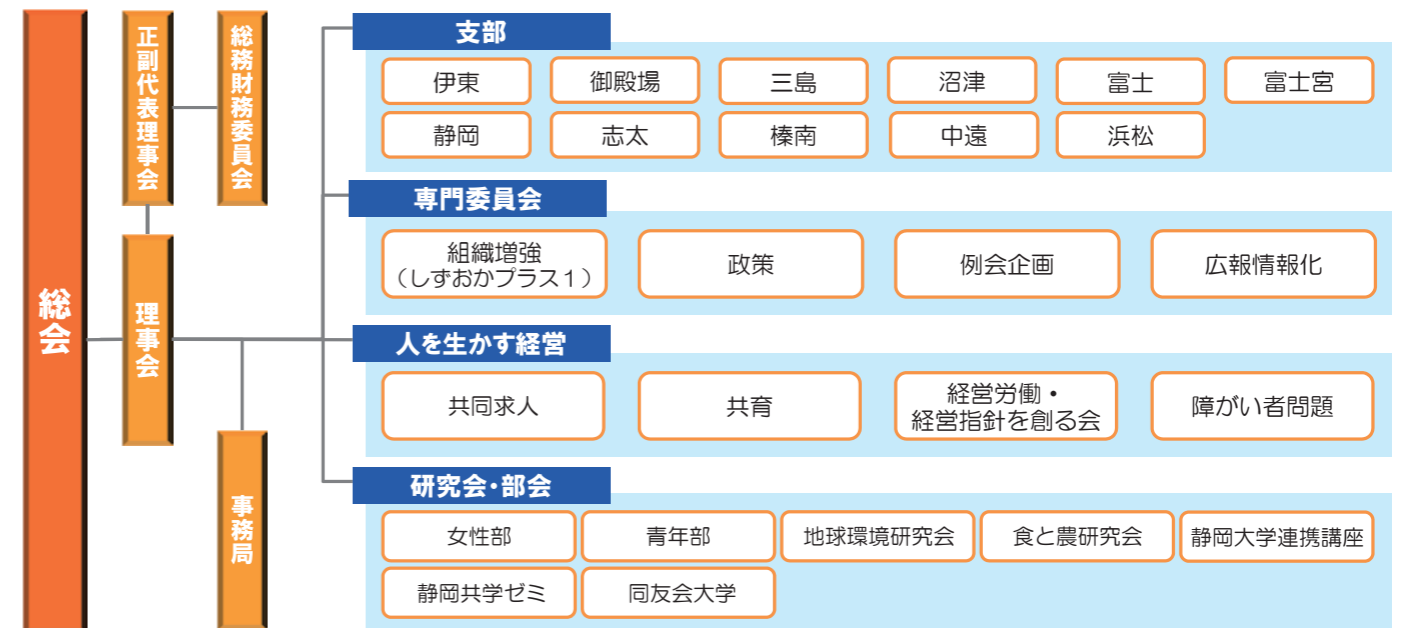 総会
正副代表理事会
総務財務委員会
理事会
事務局
支部
伊東
御殿場
三島
沼津
富士
富士宮
静岡
志太
榛南
中遠
浜松
専門委員会
組織増強
（しずおかプラス１）
政策
例会企画
広報情報化
人を生かす経営
共同求人
共育
経営労働・
経営指針を創る会
障がい者問題
研究会・部会
女性部
青年部
地球環境研究会
食と農研究会
静岡大学連携講座
静岡共学ゼミ
同友会大学